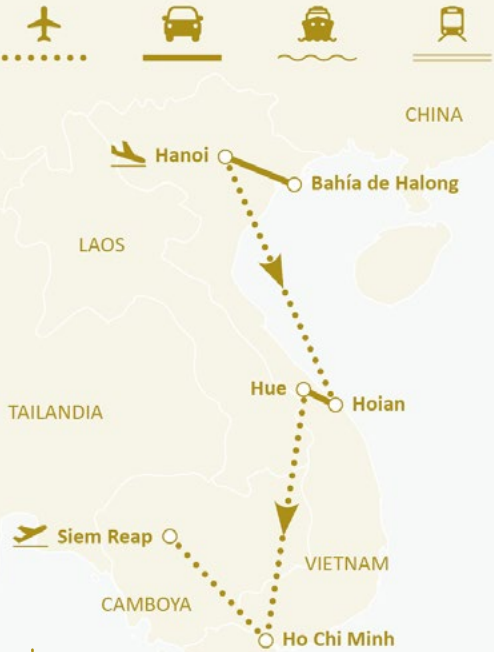 CHINA
Hanoi
Bahía de Halong
LAOS
Hue
Hoian
TAILANDIA
Siem Reap
VIETNAM
CAMBOYA
Ho Chi Minh